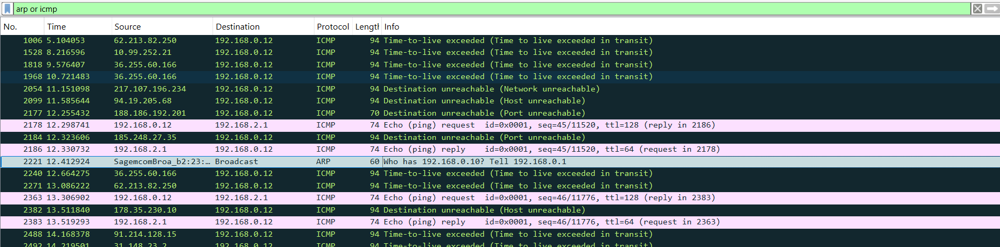 arp or icmp
No. Time Source Destination Protocol Length Info
1006 5.104053 62.213.82.250 192.168.0.12 ICMP 94 Time-to-live exceeded (Time to live exceeded in transit)
1528 8.216596 10.99.252.21 192.168.0.12 ICMP 94 Time-to-live exceeded (Time to live exceeded in transit)
1818 9.576407 36.255.60.166 192.168.0.12 ICMP 94 Time-to-live exceeded (Time to live exceeded in transit)
1968 10.721483 36.255.60.166 192.168.0.12 ICMP 94 Time-to-live exceeded (Time to live exceeded in transit)
2054 11.151098 217.107.196.234 192.168.0.12 ICMP 94 Destination unreachable (Network unreachable)
2099 11.585644 94.19.205.68 192.168.0.12 ICMP 94 Destination unreachable (Host unreachable)
2177 12.255432 188.186.192.201 192.168.0.12 ICMP 70 Destination unreachable (Port unreachable)
2178 12.298741 192.168.0.12 192.168.2.1 ICMP 74 Echo (ping) request id=0x0001, seq=45/11520, ttl=128 (reply in 2186)
2184 12.323606 185.248.27.35 192.168.0.12 ICMP 94 Destination unreachable (Port unreachable)
2186 12.330732 192.168.2.1 192.168.0.12 ICMP 74 Echo (ping) reply id=0x0001, seq=45/11520, ttl=64 (request in 2178)
2221 12.412924 SagemcomBroa_b2:23:… Broadcast ARP 60 Who has 192.168.0.10? Tell 192.168.0.1
2240 12.664275 36.255.60.166 192.168.0.12 ICMP 94 Time-to-live exceeded (Time to live exceeded in transit)
2271 13.086222 62.213.82.250 192.168.0.12 ICMP 94 Time-to-live exceeded (Time to live exceeded in transit)
2363 13.306902 192.168.0.12 192.168.2.1 ICMP 74 Echo (ping) request id=0x0001, seq=46/11776, ttl=128 (reply in 2383)
2382 13.511840 178.35.230.10 192.168.0.12 ICMP 94 Destination unreachable (Host unreachable)
2383 13.519293 192.168.2.1 192.168.0.12 ICMP 74 Echo (ping) reply id=0x0001, seq=46/11776, ttl=64 (request in 2363)
2488 14.168378 91.214.128.15 192.168.0.12 ICMP 94 Time-to-live exceeded (Time to live exceeded in transit)
2492 14.219501 31.148.23.2 192.168.0.12 ICMP 94 Time-to-live exceeded (Time to live exceeded in transit)